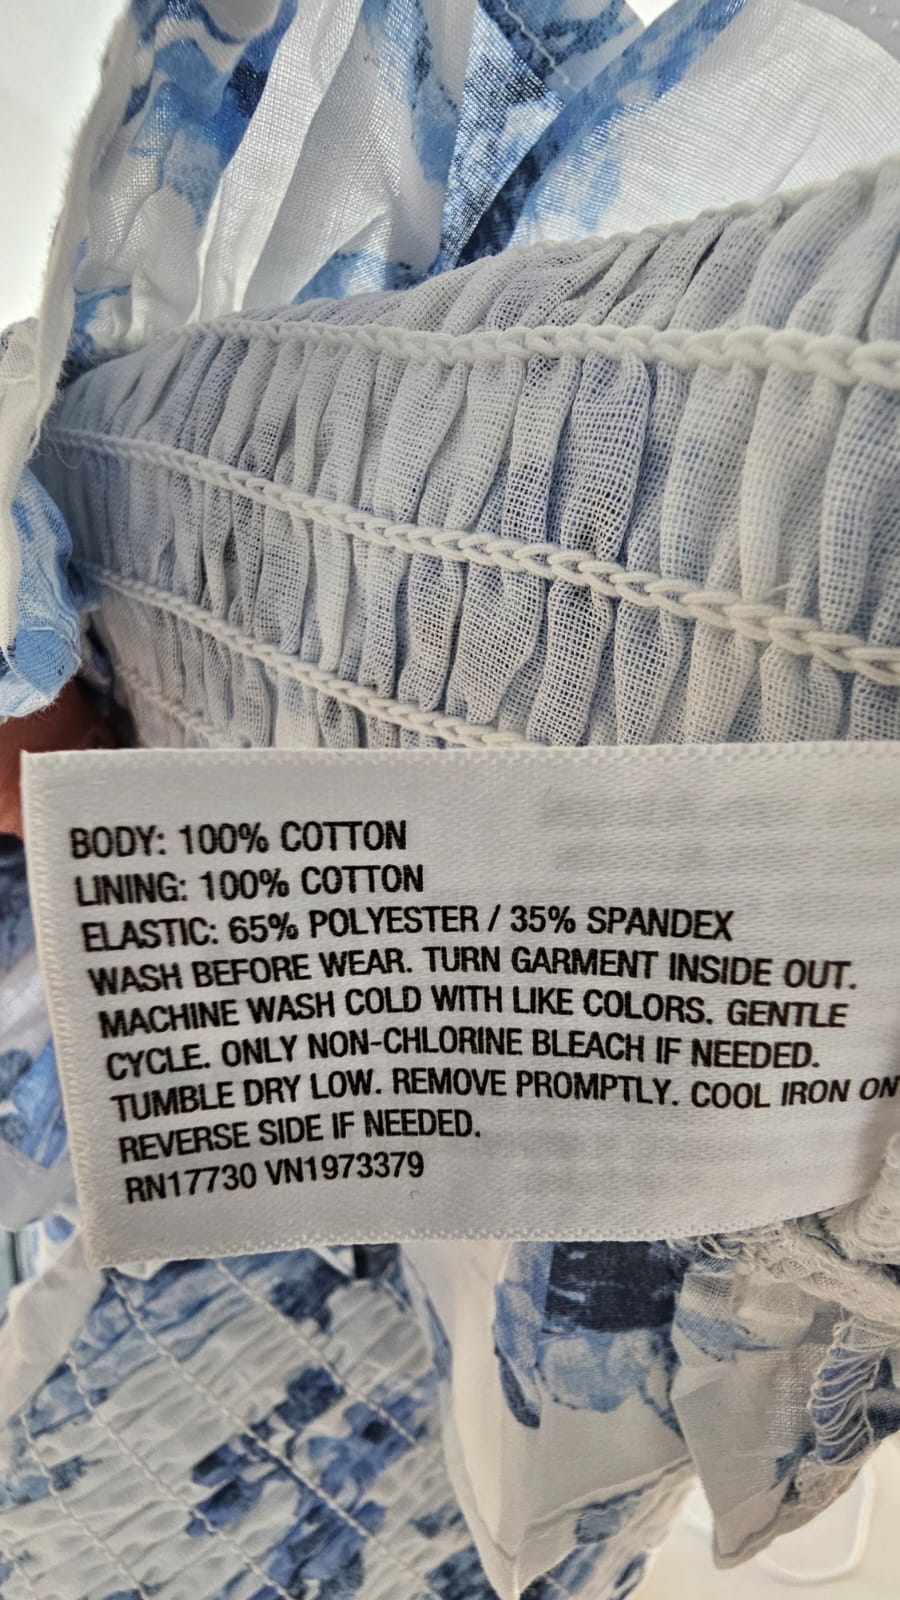 BODY: 100% COTTON
LINING: 100% COTTON
ELASTIC: 65% POLYESTER / 35% SPANDEX
WASH BEFORE WEAR. TURN GARMENT INSIDE OUT.
MACHINE WASH COLD WITH LIKE COLORS. GENTLE
CYCLE. ONLY NON-CHLORINE BLEACH IF NEEDED.
TUMBLE DRY LOW. REMOVE PROMPTLY. COOL IRON ON
REVERSE SIDE IF NEEDED.
RN17730 VN1973379